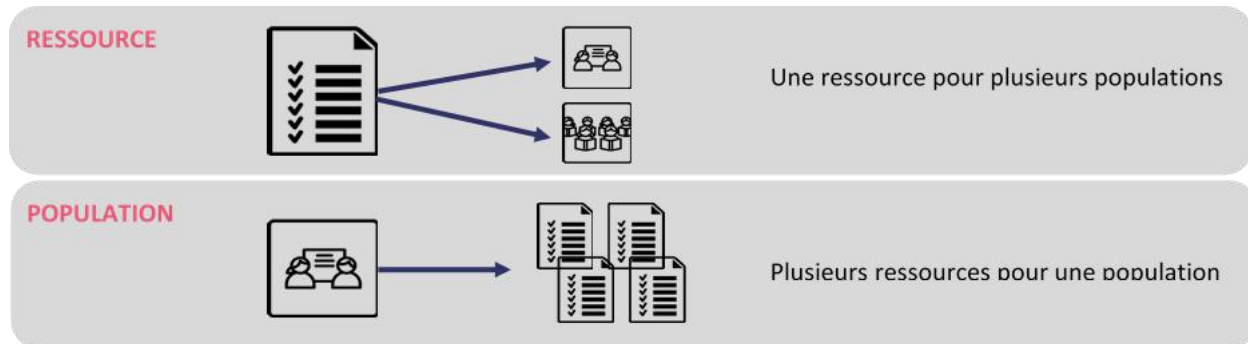 RESSOURCE
Une ressource pour plusieurs populations
POPULATION
Plusieurs ressources pour une population